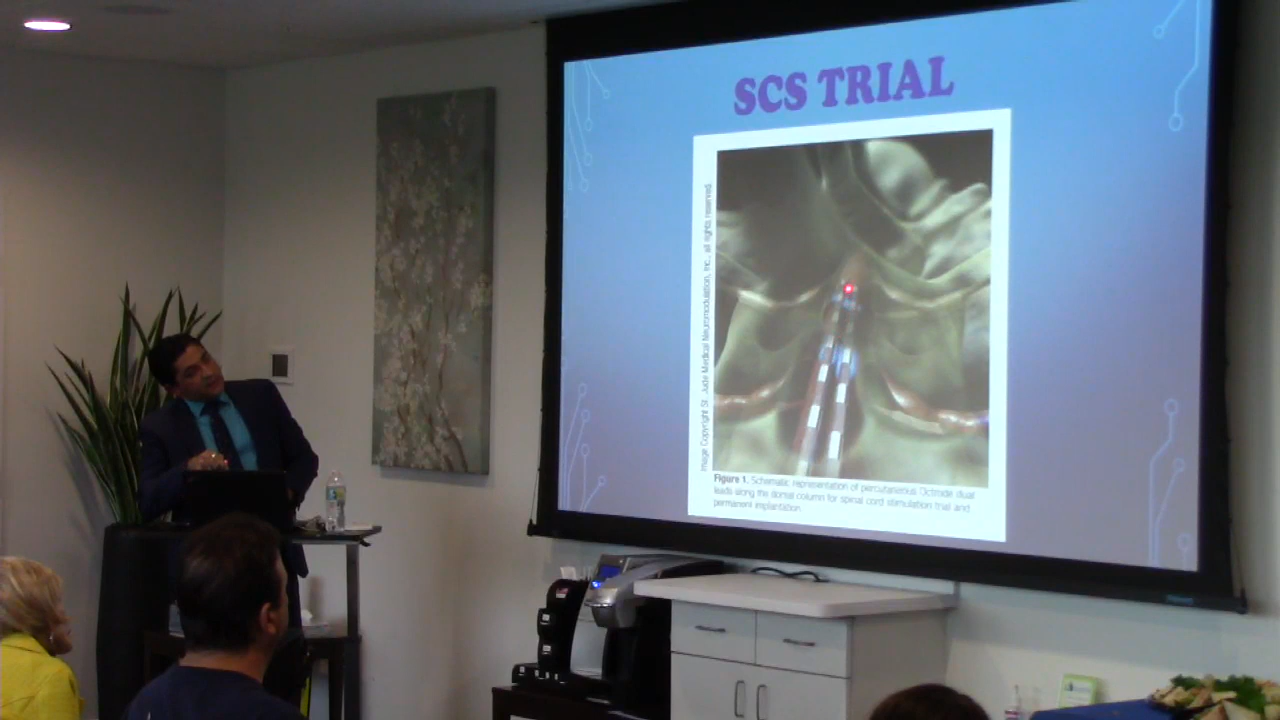 SCS TRIAL
Image Copyright St. Jude Medical Neuromodulation, Inc., all rights reserved.
Figure 1. Schematic representation of percutaneous Octrode dual
leads along the dorsal column for spinal cord stimulation trial and
permanent implantation.